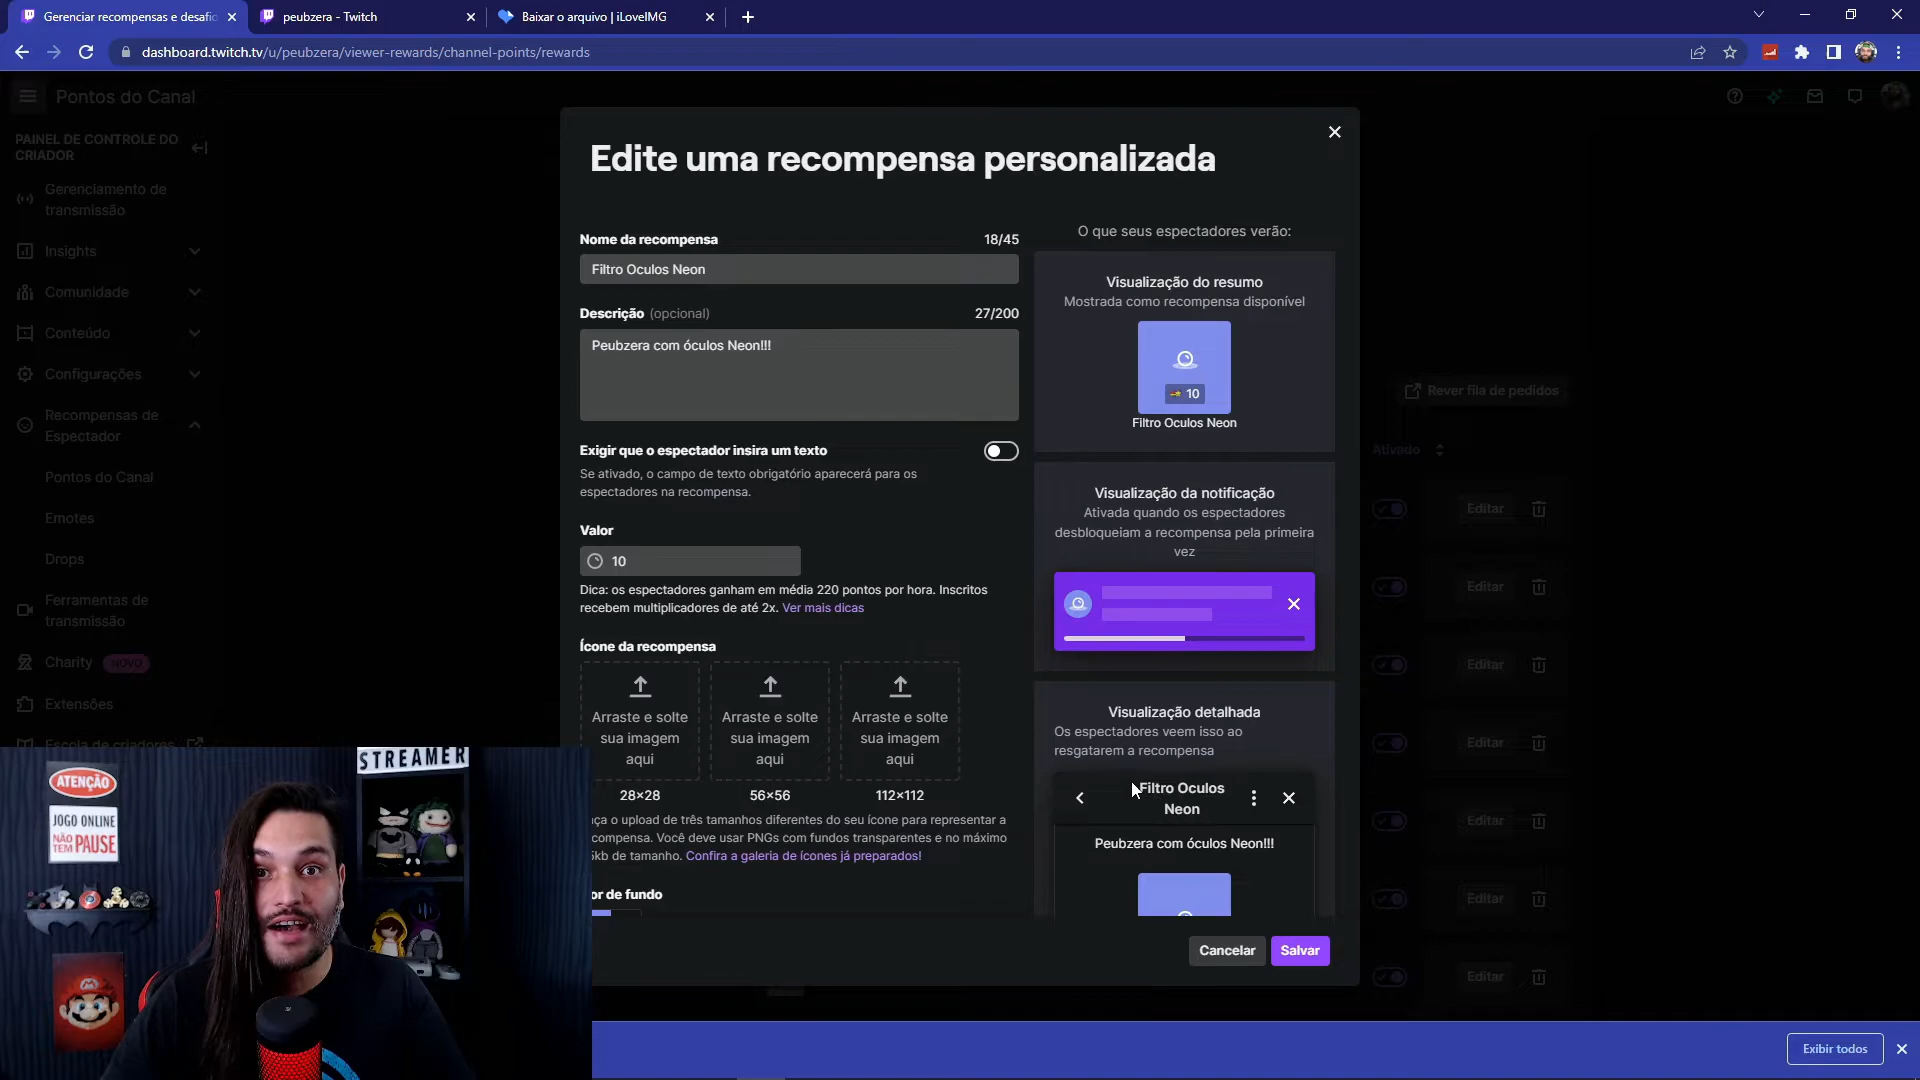 Gerenciar recompensas e desafio
peubzera - Twitch
Baixar o arquivo | iLoveIMG
dashboard.twitch.tv/u/peubzera/viewer-rewards/channel-points/rewards
Pontos do Canal
PAINEL DE CONTROLE DO
CRIADOR
Gerenciamento de
transmissão
Insights
Comunidade
Conteúdo
Configurações
Recompensas de
Espectador
Pontos do Canal
Emotes
Drops
Ferramentas de
transmissão
Charity NOVO
Extensões
Escola de criadores
Edite uma recompensa personalizada
Nome da recompensa 18/45
Filtro Oculos Neon
Descrição (opcional) 27/200
Peubzera com óculos Neon!!!
Exigir que o espectador insira um texto
Se ativado, o campo de texto obrigatório aparecerá para os
espectadores na recompensa.
Valor
10
Dica: os espectadores ganham em média 220 pontos por hora. Inscritos
recebem multiplicadores de até 2x. Ver mais dicas
Ícone da recompensa
Arraste e solte
sua imagem
aqui
Arraste e solte
sua imagem
aqui
Arraste e solte
sua imagem
aqui
28×28
56×56
112×112
ça o upload de três tamanhos diferentes do seu ícone para representar a
compensa. Você deve usar PNGs com fundos transparentes e no máximo
5kb de tamanho. Confira a galeria de ícones já preparados!
or de fundo
O que seus espectadores verão:
Visualização do resumo
Mostrada como recompensa disponível
10
Filtro Oculos Neon
Visualização da notificação
Ativada quando os espectadores
desbloqueiam a recompensa pela primeira
vez
Visualização detalhada
Os espectadores veem isso ao
resgatarem a recompensa
Filtro Oculos
Neon
Peubzera com óculos Neon!!!
Cancelar
Salvar
Rever fila de pedidos
Ativado
Editar
Editar
Editar
Editar
Editar
Editar
Editar
Exibir todos
STREAMER
ATENÇÃO
JOGO ONLINE
NÃO
TEM PAUSE